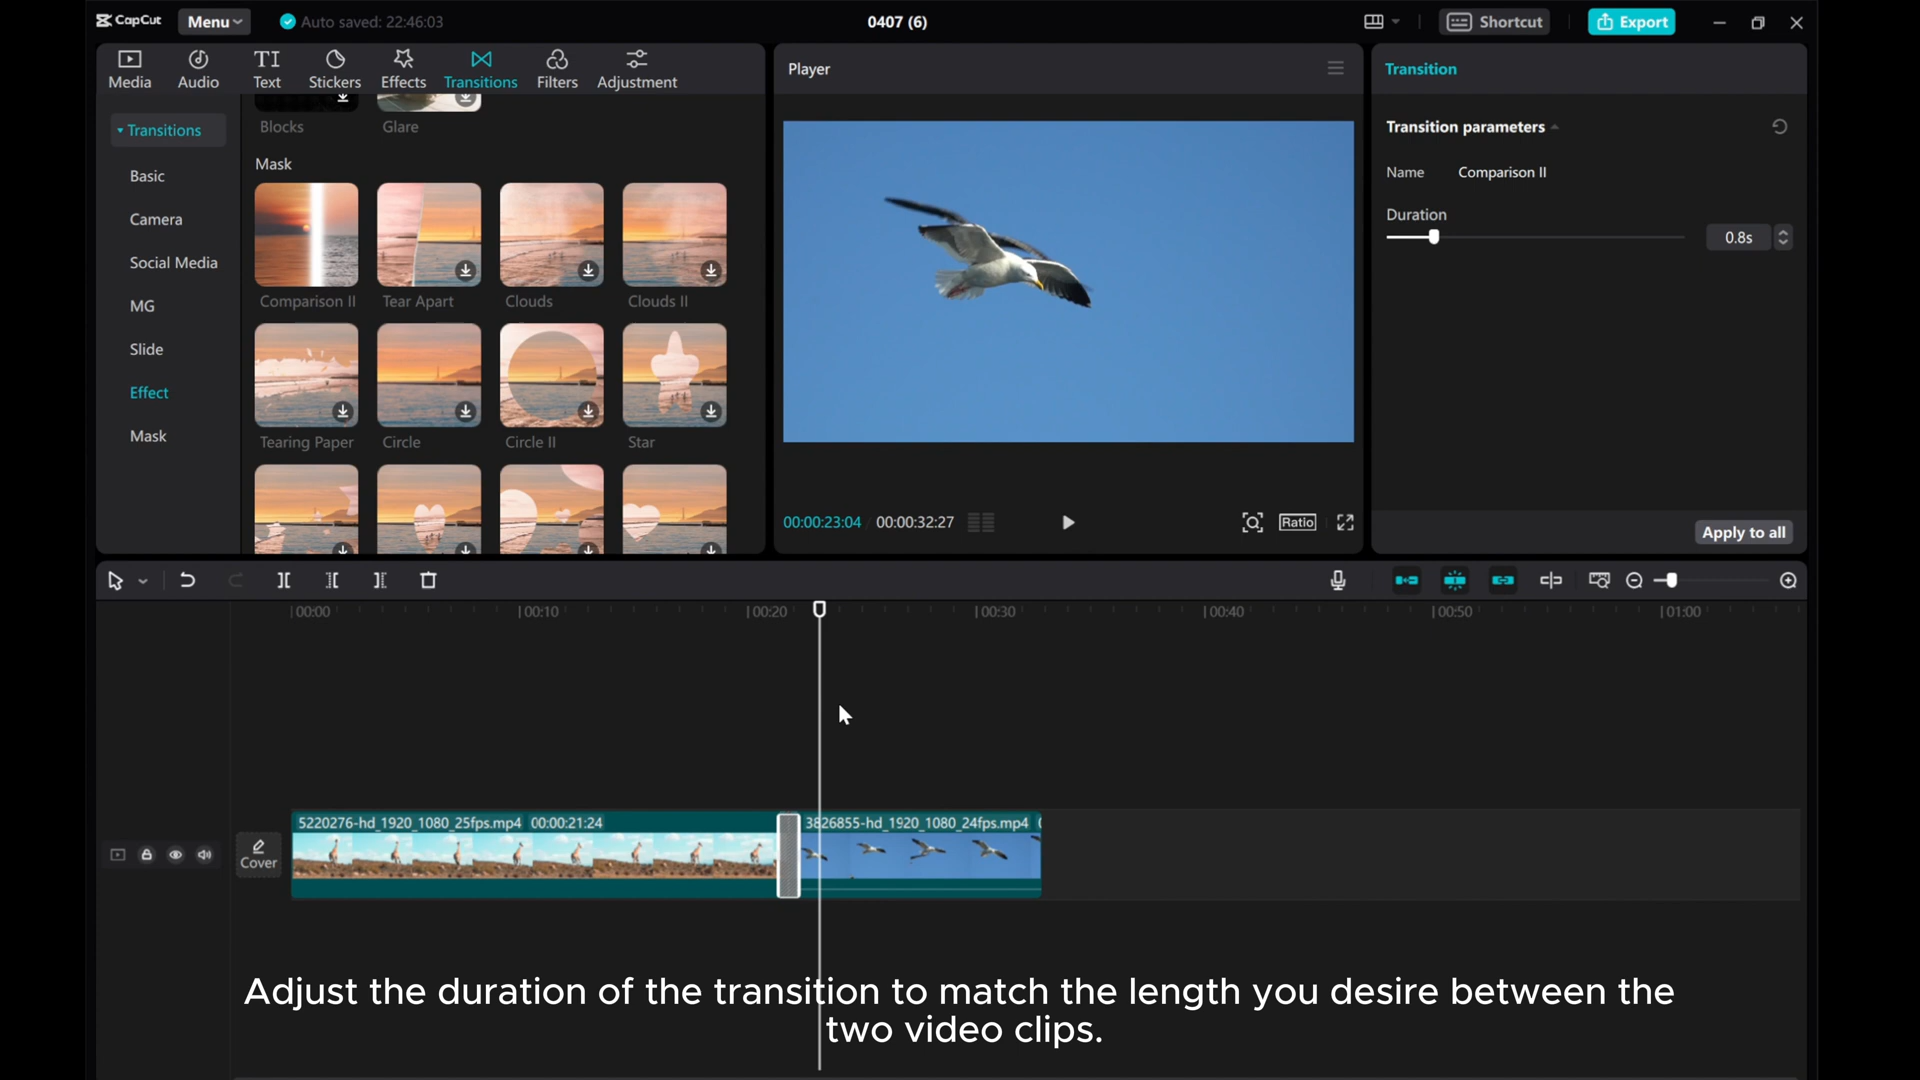 CapCut
Menu
Auto saved: 22:46:03
0407 (6)
Shortcut
Export
Media
Audio
Text
Stickers
Effects
Transitions
Filters
Adjustment
Transitions
Basic
Camera
Social Media
MG
Slide
Effect
Mask
Blocks
Glare
Mask
Comparison II
Tear Apart
Clouds
Clouds II
Tearing Paper
Circle
Circle II
Star
Player
00:00:23:04
00:00:32:27
Ratio
Transition
Transition parameters
Name
Comparison II
Duration
0.8s
Apply to all
00:00
00:10
00:20
00:30
00:40
00:50
01:00
Cover
5220276-hd_1920_1080_25fps.mp4 00:00:21:24
3826855-hd_1920_1080_24fps.mp4
Adjust the duration of the transition to match the length you desire between the
two video clips.